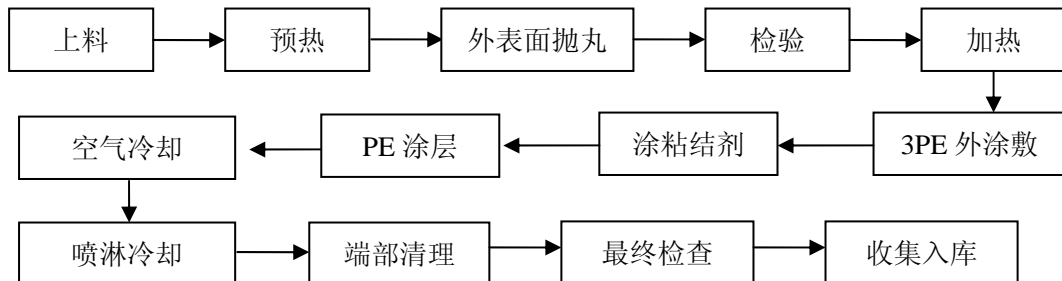 上料
预热
外表面抛丸
检验
加热
3PE 外涂敷
涂粘结剂
PE 涂层
空气冷却
喷淋冷却
端部清理
最终检查
收集入库